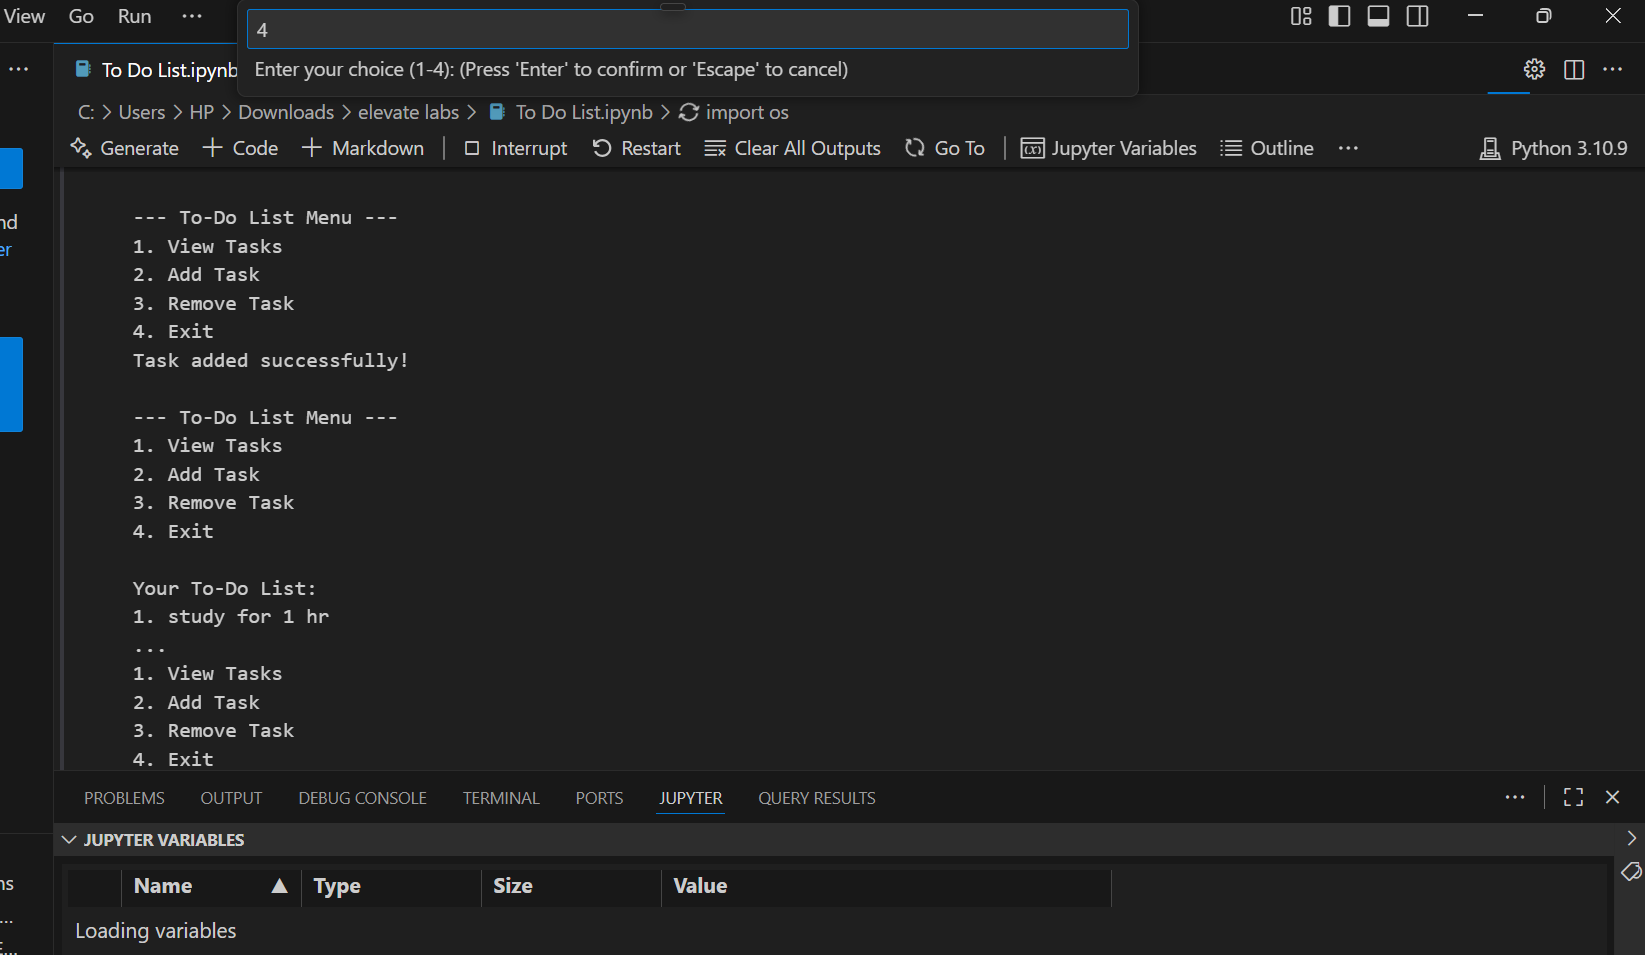 View Go Run ...
4
Enter your choice (1-4): (Press 'Enter' to confirm or 'Escape' to cancel)
To Do List.ipynb
C: > Users > HP > Downloads > elevate labs > To Do List.ipynb > import os
Generate + Code + Markdown Interrupt Restart Clear All Outputs Go To Jupyter Variables Outline ... Python 3.10.9
nd
er
--- To-Do List Menu ---
1. View Tasks
2. Add Task
3. Remove Task
4. Exit
Task added successfully!
--- To-Do List Menu ---
1. View Tasks
2. Add Task
3. Remove Task
4. Exit
Your To-Do List:
1. study for 1 hr
...
1. View Tasks
2. Add Task
3. Remove Task
4. Exit
PROBLEMS OUTPUT DEBUG CONSOLE TERMINAL PORTS JUPYTER QUERY RESULTS
JUPYTER VARIABLES
Name Type Size Value
Loading variables
ns